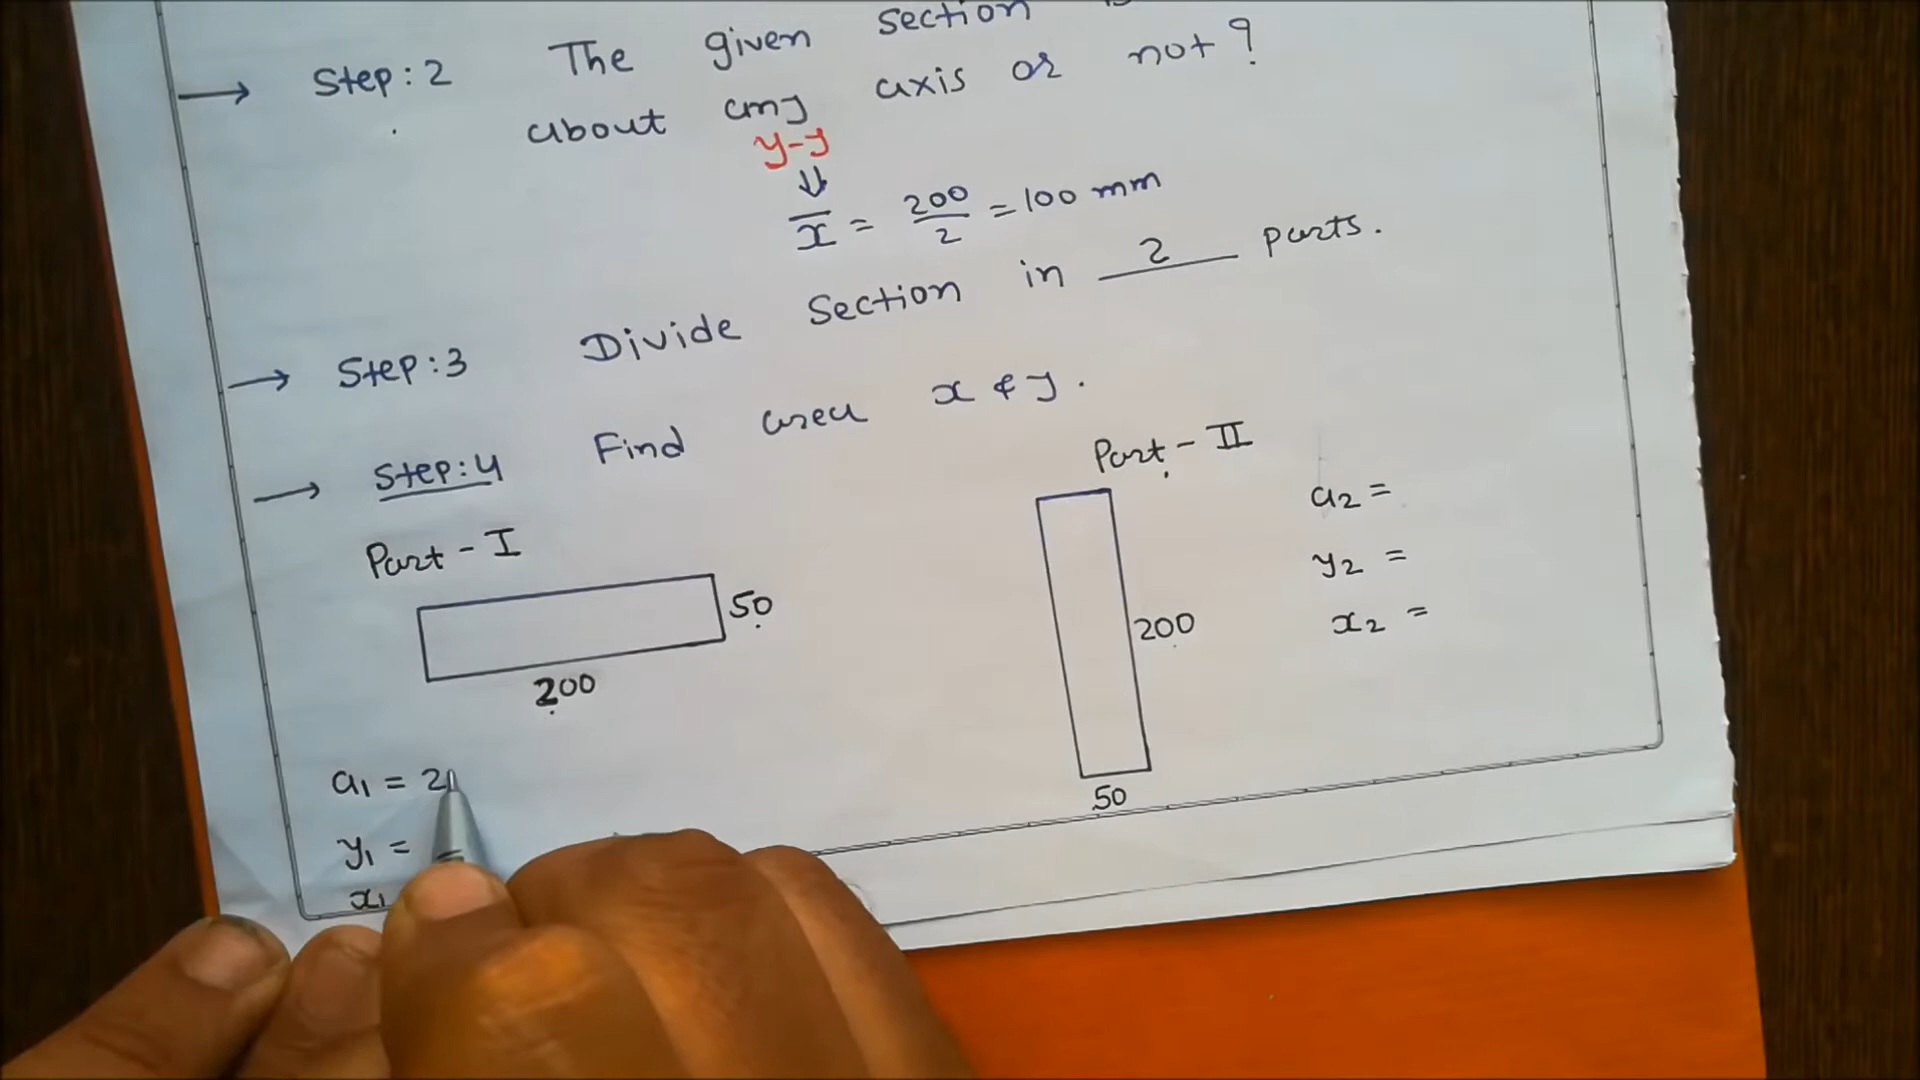 Step:2 The given section
about any axis or not?
y-y
⇓
x̅ = 200/2 = 100 mm
Step:3 Divide Section in 2 parts.
Step:4 Find area x & y.
Part - I
50
200
a1 = 2
y1 =
x1
Part - II
200
50
a2 =
y2 =
x2 =